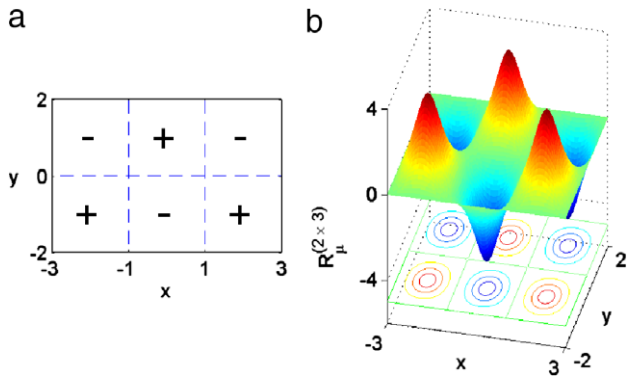 a
2
- + -
y 0
+ - +
-2
-3 -1 1 3
x
b
4
0
R_μ^(2 × 3)
-4
-3
x
3
-2
y
2